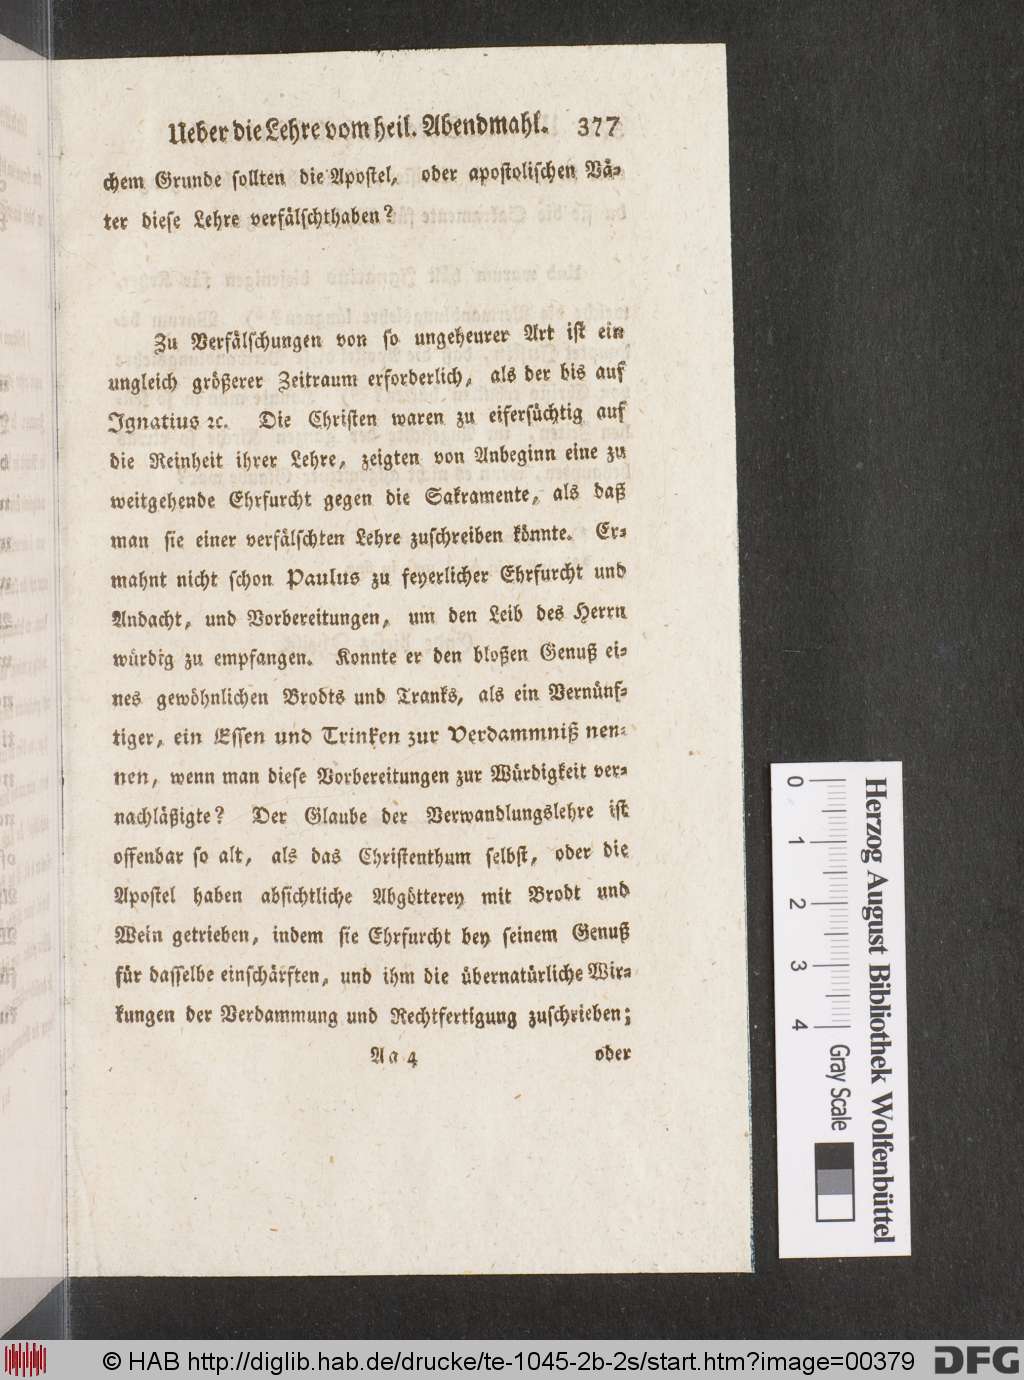 Ueber die Lehre vom heil. Abendmahl. 377
chem Grunde sollten die Apostel, oder apostolischen Vä-
ter diese Lehre verfälschthaben?
Zu Verfälschungen von so ungeheurer Art ist ein
ungleich größerer Zeitraum erforderlich, als der bis auf
Ignatius ꝛc. Die Christen waren zu eifersüchtig auf
die Reinheit ihrer Lehre, zeigten von Anbeginn eine zu
weitgehende Ehrfurcht gegen die Sakramente, als daß
man sie einer verfälschten Lehre zuschreiben könnte. Er-
mahnt nicht schon Paulus zu feyerlicher Ehrfurcht und
Andacht, und Vorbereitungen, um den Leib des Herrn
würdig zu empfangen. Konnte er den bloßen Genuß ei-
nes gewöhnlichen Brodts und Tranks, als ein Vernünf-
tiger, ein Essen und Trinken zur Verdammniß nen-
nen, wenn man diese Vorbereitungen zur Würdigkeit ver-
nachläßigte? Der Glaube der Verwandlungslehre ist
offenbar so alt, als das Christenthum selbst, oder die
Apostel haben absichtliche Abgötterey mit Brodt und
Wein getrieben, indem sie Ehrfurcht bey seinem Genuß
für dasselbe einschärften, und ihm die übernatürliche Wir-
kungen der Verdammung und Rechtfertigung zuschrieben;
Aa 4 oder
0 1 2 3 4
Gray Scale
Herzog August Bibliothek Wolfenbüttel
© HAB http://diglib.hab.de/drucke/te-1045-2b-2s/start.htm?image=00379
DFG